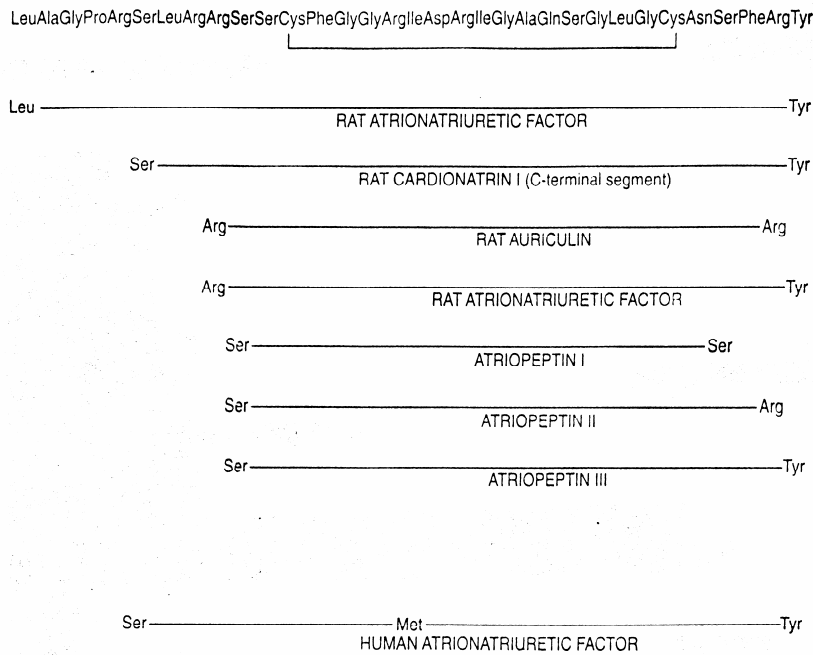 LeuAlaGlyProArgSerLeuArgArgSerSerCysPheGlyGlyArgIleAspArgIleGlyAlaGlnSerGlyLeuGlyCysAsnSerPheArgTyr
Leu Tyr
RAT ATRIONATRIURETIC FACTOR
Ser Tyr
RAT CARDIONATRIN I (C-terminal segment)
Arg Arg
RAT AURICULIN
Arg Tyr
RAT ATRIONATRIURETIC FACTOR
Ser Ser
ATRIOPEPTIN I
Ser Arg
ATRIOPEPTIN II
Ser Tyr
ATRIOPEPTIN III
Ser Met Tyr
HUMAN ATRIONATRIURETIC FACTOR